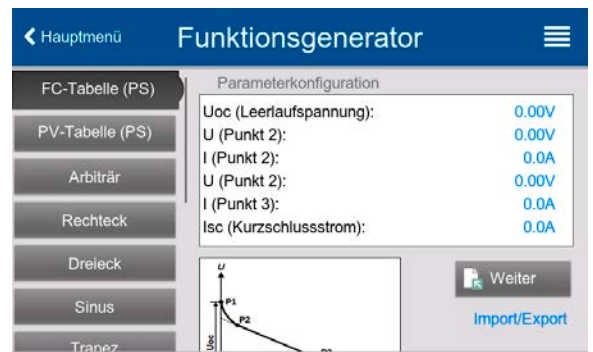 Hauptmenü
Funktionsgenerator
FC-Tabelle (PS)
PV-Tabelle (PS)
Arbiträr
Rechteck
Dreieck
Sinus
Trapez
Parameterkonfiguration
Uoc (Leerlaufspannung): 0.00V
U (Punkt 2): 0.00V
I (Punkt 2): 0.0A
U (Punkt 2): 0.00V
I (Punkt 3): 0.0A
Isc (Kurzschlussstrom): 0.0A
U
P1
P2
Uoc
Weiter
Import/Export